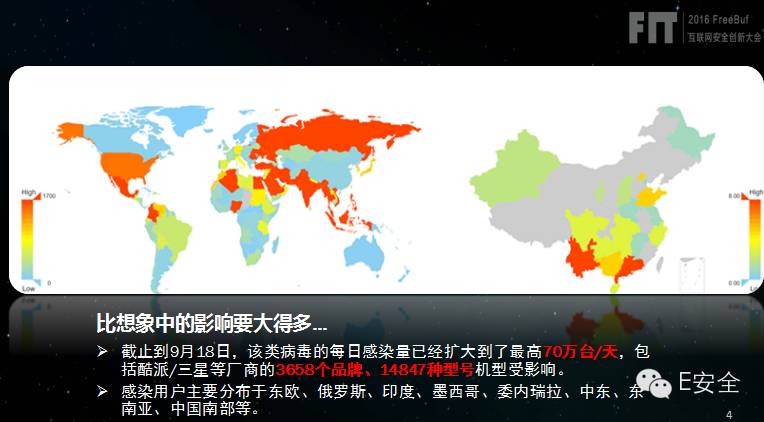 FIT
2016 FreeBuf
互联网安全创新大会
High
1700
Low
0
High
8.00
Low
0.00
比想象中的影响要大得多...
截止到9月18日，该类病毒的每日感染量已经扩大到了最高70万台/天，包
括酷派/三星等厂商的3658个品牌、14847种型号机型受影响。
感染用户主要分布于东欧、俄罗斯、印度、墨西哥、委内瑞拉、中东、东
南亚、中国南部等。
E安全
4